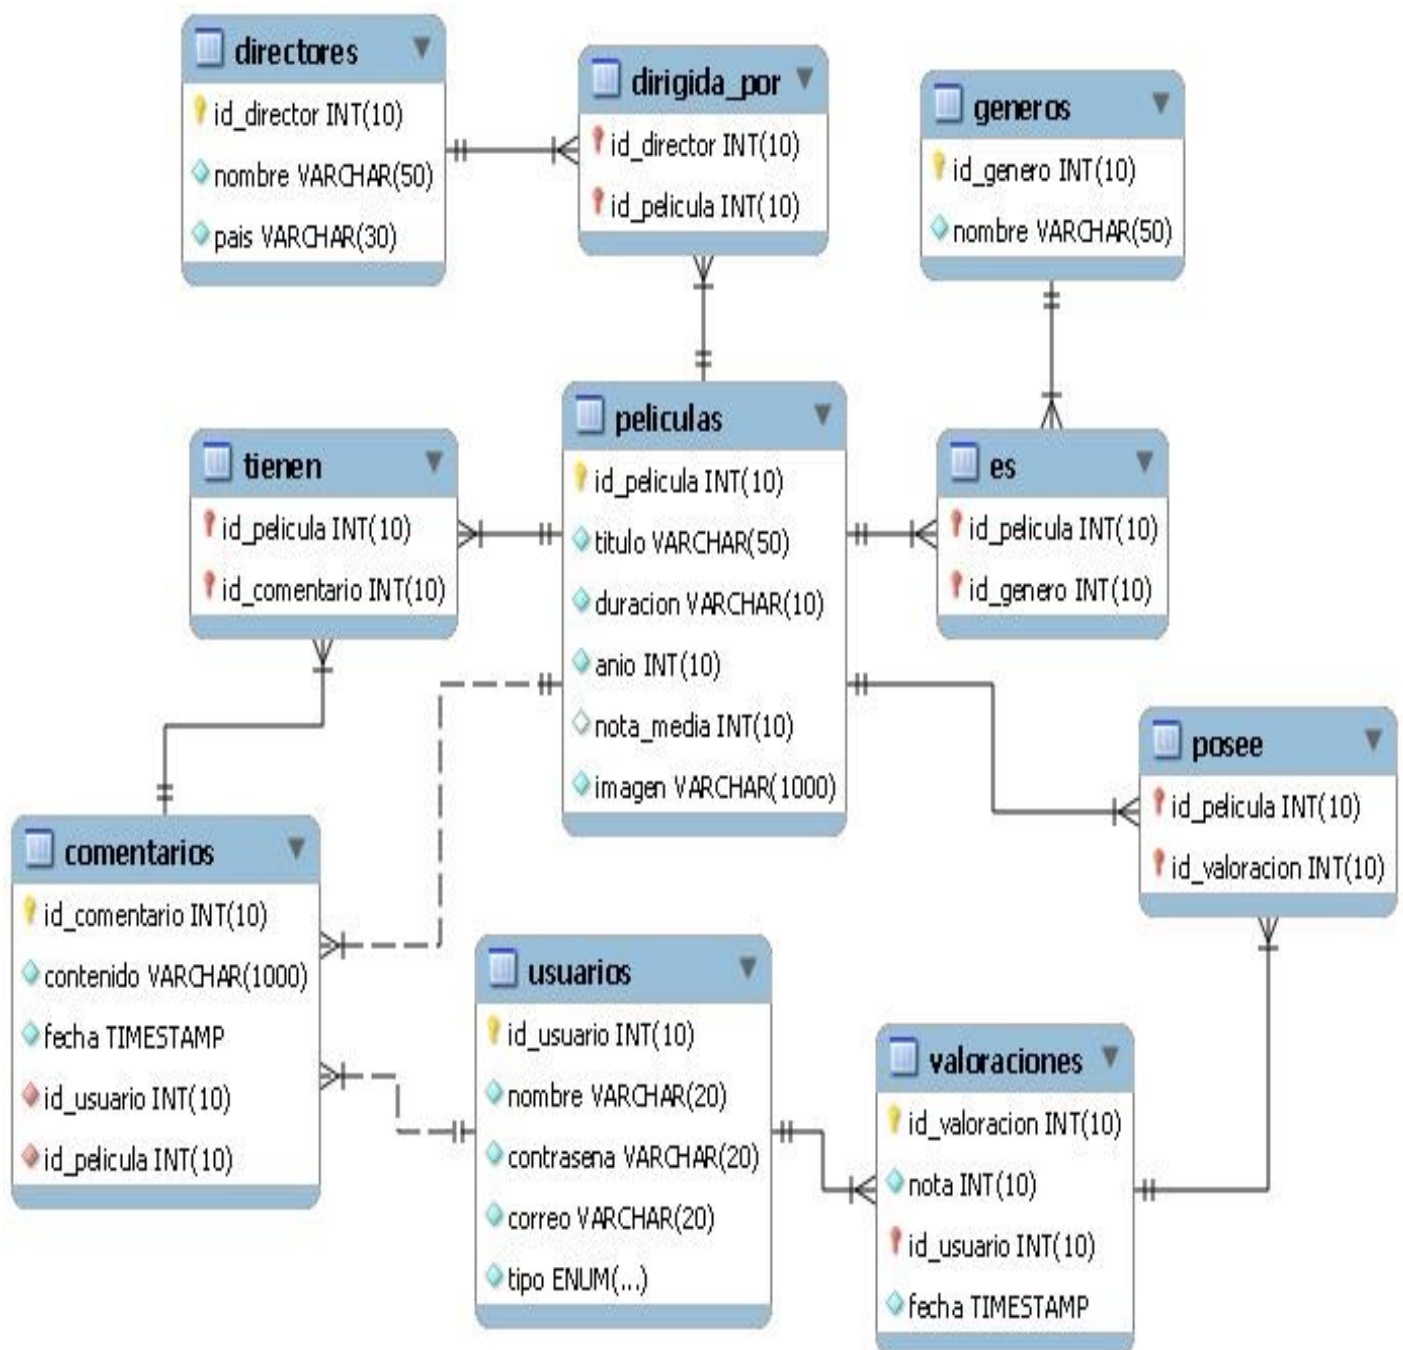 directores
id_director INT(10)
nombre VARCHAR(50)
pais VARCHAR(30)
dirigida_por
id_director INT(10)
id_pelicula INT(10)
generos
id_genero INT(10)
nombre VARCHAR(50)
tienen
id_pelicula INT(10)
id_comentario INT(10)
peliculas
id_pelicula INT(10)
titulo VARCHAR(50)
duracion VARCHAR(10)
anio INT(10)
nota_media INT(10)
imagen VARCHAR(1000)
es
id_pelicula INT(10)
id_genero INT(10)
posee
id_pelicula INT(10)
id_valoracion INT(10)
comentarios
id_comentario INT(10)
contenido VARCHAR(1000)
fecha TIMESTAMP
id_usuario INT(10)
id_pelicula INT(10)
usuarios
id_usuario INT(10)
nombre VARCHAR(20)
contrasena VARCHAR(20)
correo VARCHAR(20)
tipo ENUM(...)
valoraciones
id_valoracion INT(10)
nota INT(10)
id_usuario INT(10)
fecha TIMESTAMP